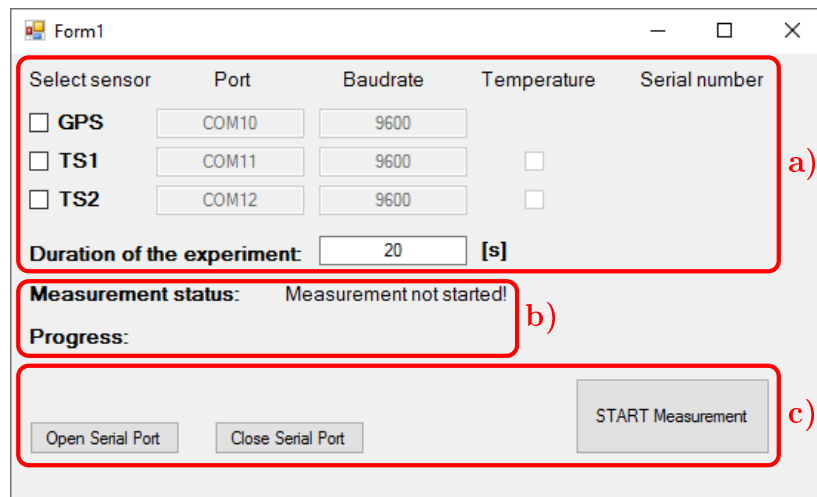 Form1
Select sensor Port Baudrate Temperature Serial number
GPS COM10 9600
TS1 COM11 9600
TS2 COM12 9600
a)
Duration of the experiment: 20 [s]
Measurement status: Measurement not started!
b)
Progress:
START Measurement
c)
Open Serial Port Close Serial Port